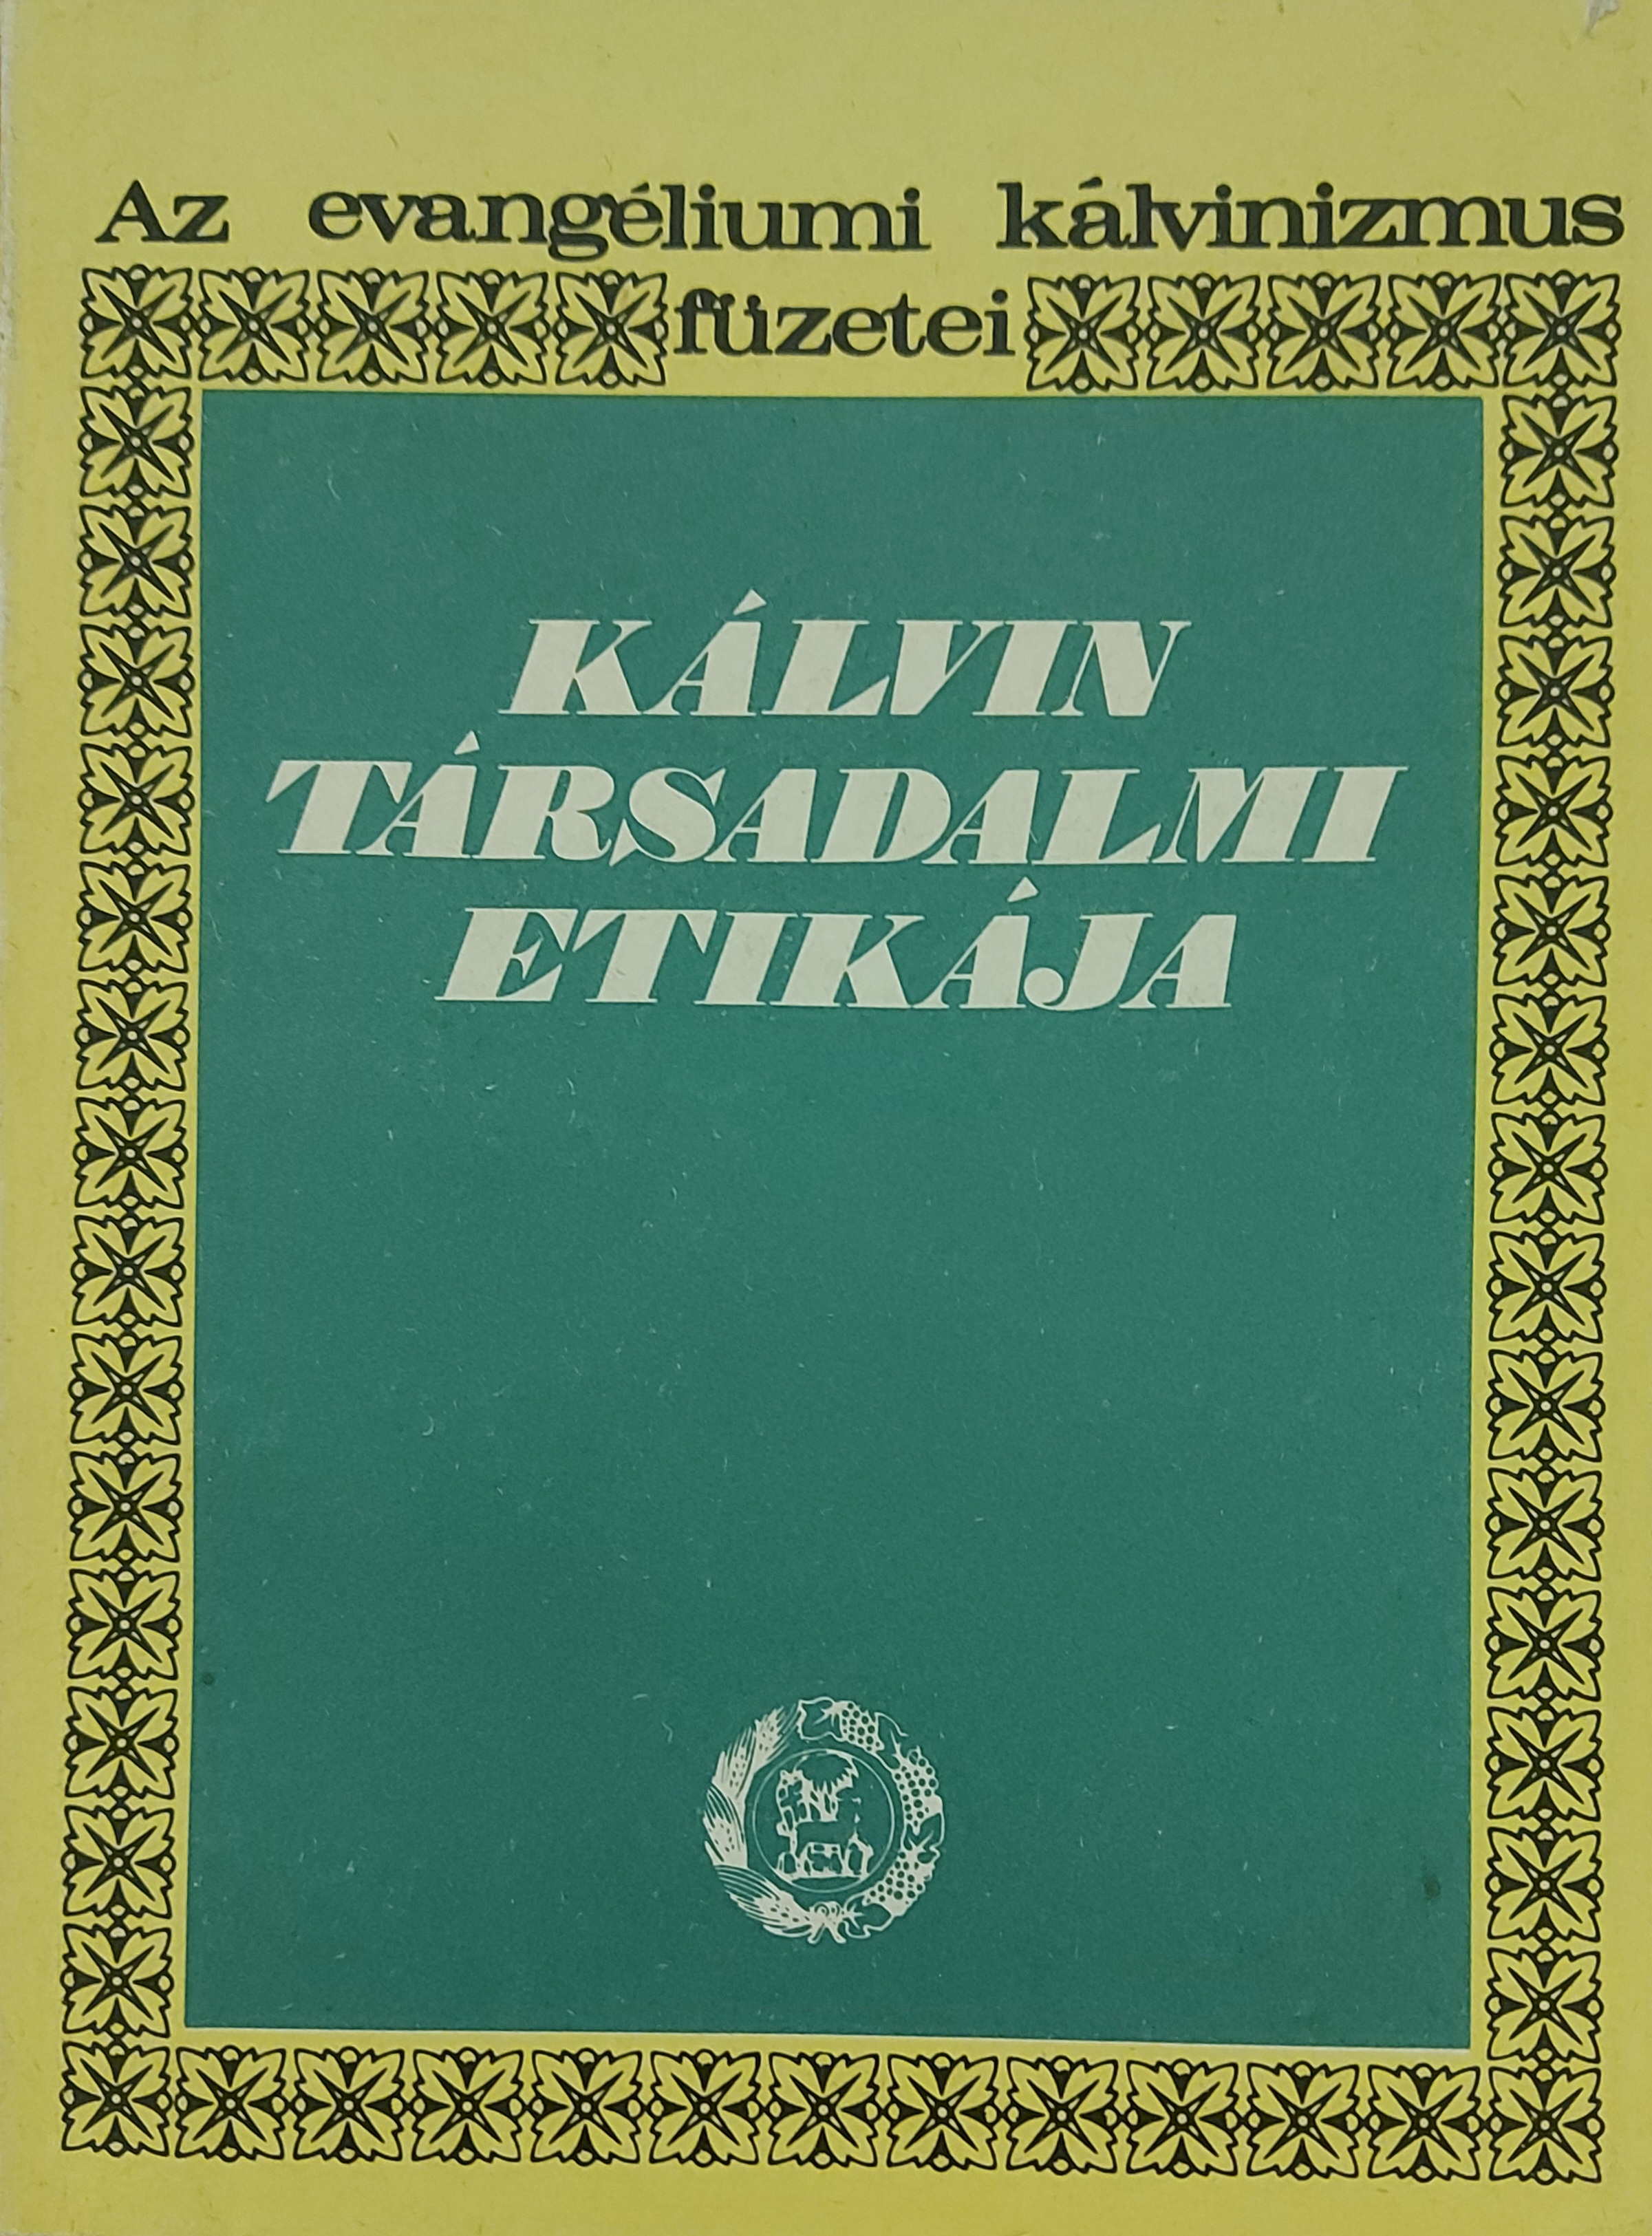 Az evangéliumi kálvinizmus
füzetei
KÁLVIN
TÁRSADALMI
ETIKÁJA